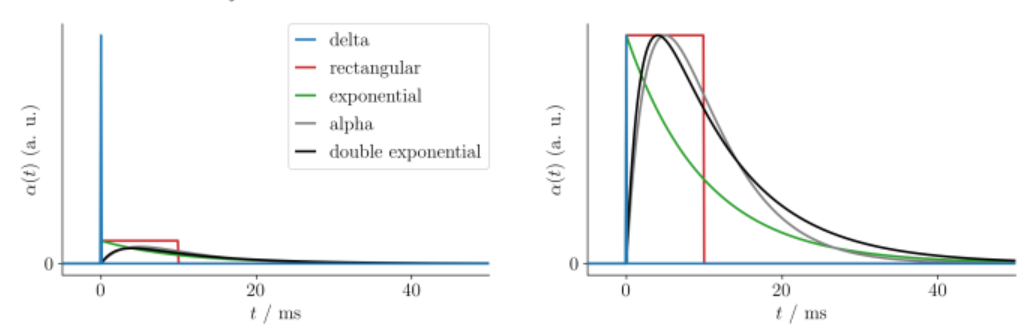 delta
rectangular
exponential
alpha
double exponential
α(t) (a. u.)
0
0
20
40
t / ms
α(t) (a. u.)
0
0
20
40
t / ms